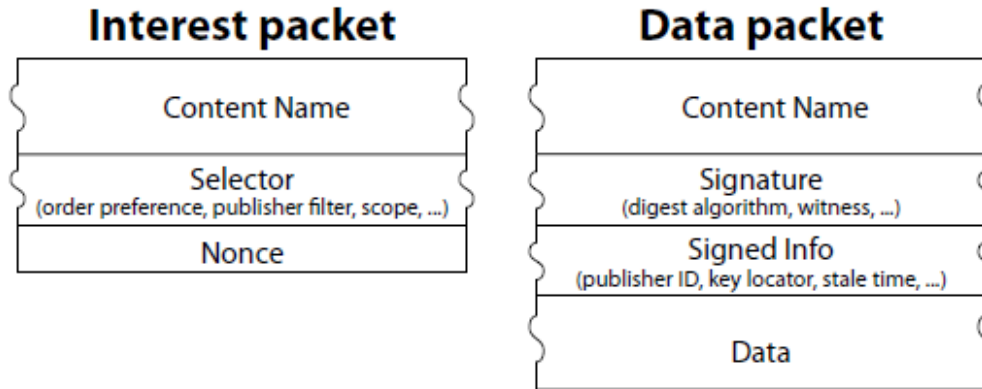 Interest packet
Content Name
Selector
(order preference, publisher filter, scope, ...)
Nonce
Data packet
Content Name
Signature
(digest algorithm, witness, ...)
Signed Info
(publisher ID, key locator, stale time, ...)
Data